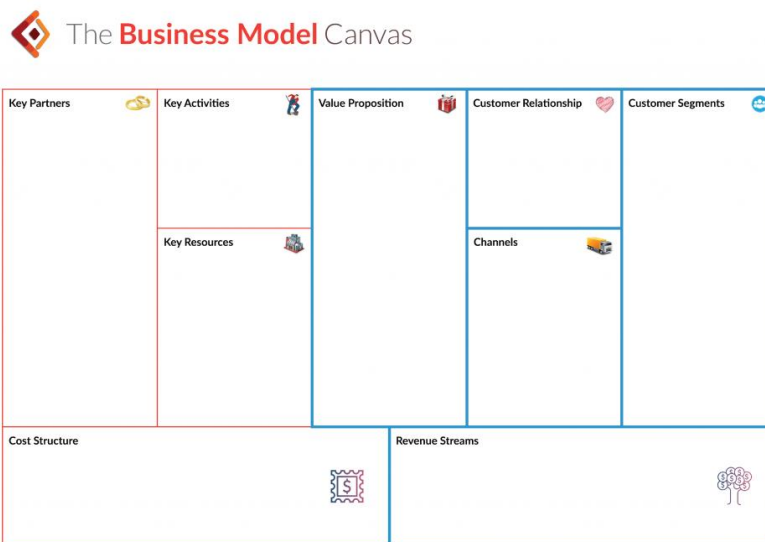 The Business Model Canvas
Key Partners
Key Activities
Value Proposition
Customer Relationship
Customer Segments
Key Resources
Channels
Cost Structure
Revenue Streams
$
$ $ $ $ $ $